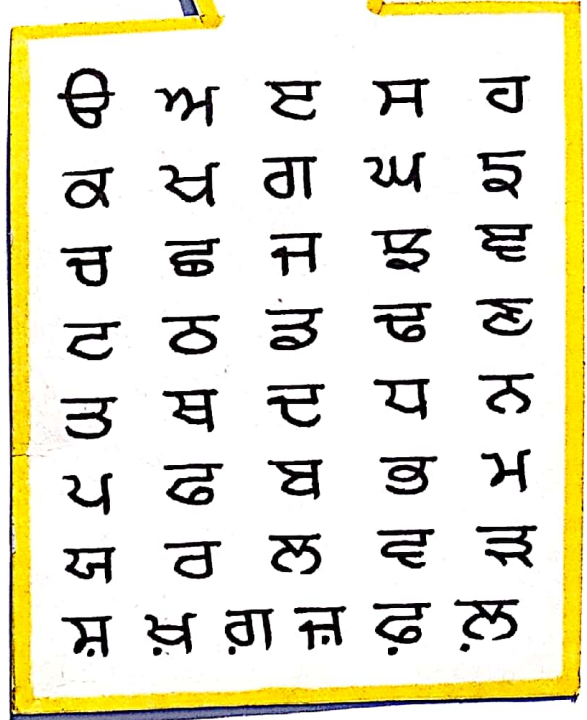 ੳ ਅ ੲ ਸ ਹ
ਕ ਖ ਗ ਘ ਙ
ਚ ਛ ਜ ਝ ਞ
ਟ ਠ ਡ ਢ ਣ
ਤ ਥ ਦ ਧ ਨ
ਪ ਫ ਬ ਭ ਮ
ਯ ਰ ਲ ਵ ੜ
ਸ਼ ਖ਼ ਗ਼ ਜ਼ ਫ਼ ਲ਼